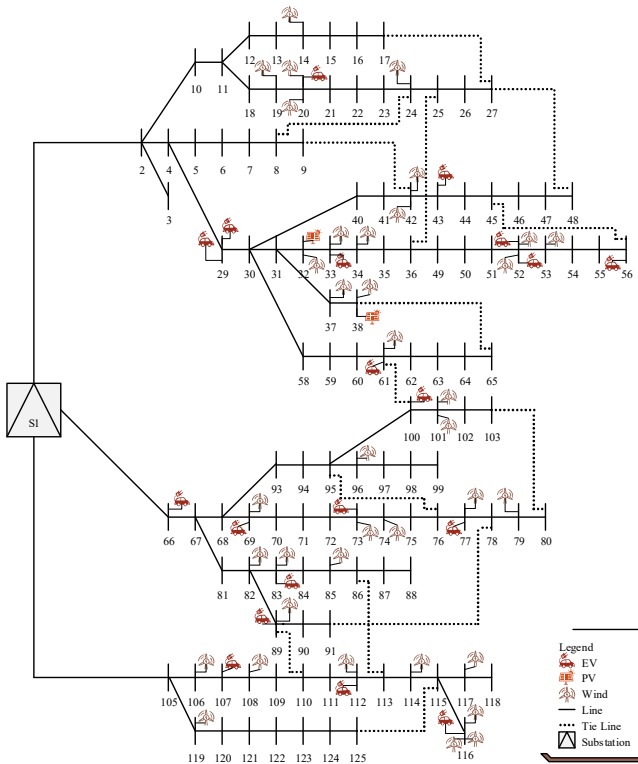 12 13 14 15 16 17
10 11
18 19 20 21 22 23 24 25 26 27
2 4 5 6 7 8 9
3
40 41 42 43 44 45 46 47 48
29 30 31 32 33 34 35 36 49 50 51 52 53 54 55 56
37 38
58 59 60 61 62 63 64 65
S1
100 101 102 103
93 94 95 96 97 98 99
66 67 68 69 70 71 72 73 74 75 76 77 78 79 80
81 82 83 84 85 86 87 88
89 90 91
105 106 107 108 109 110 111 112 113 114 115 117 118
116
119 120 121 122 123 124 125
Legend
EV
PV
Wind
Line
Tie Line
Substation